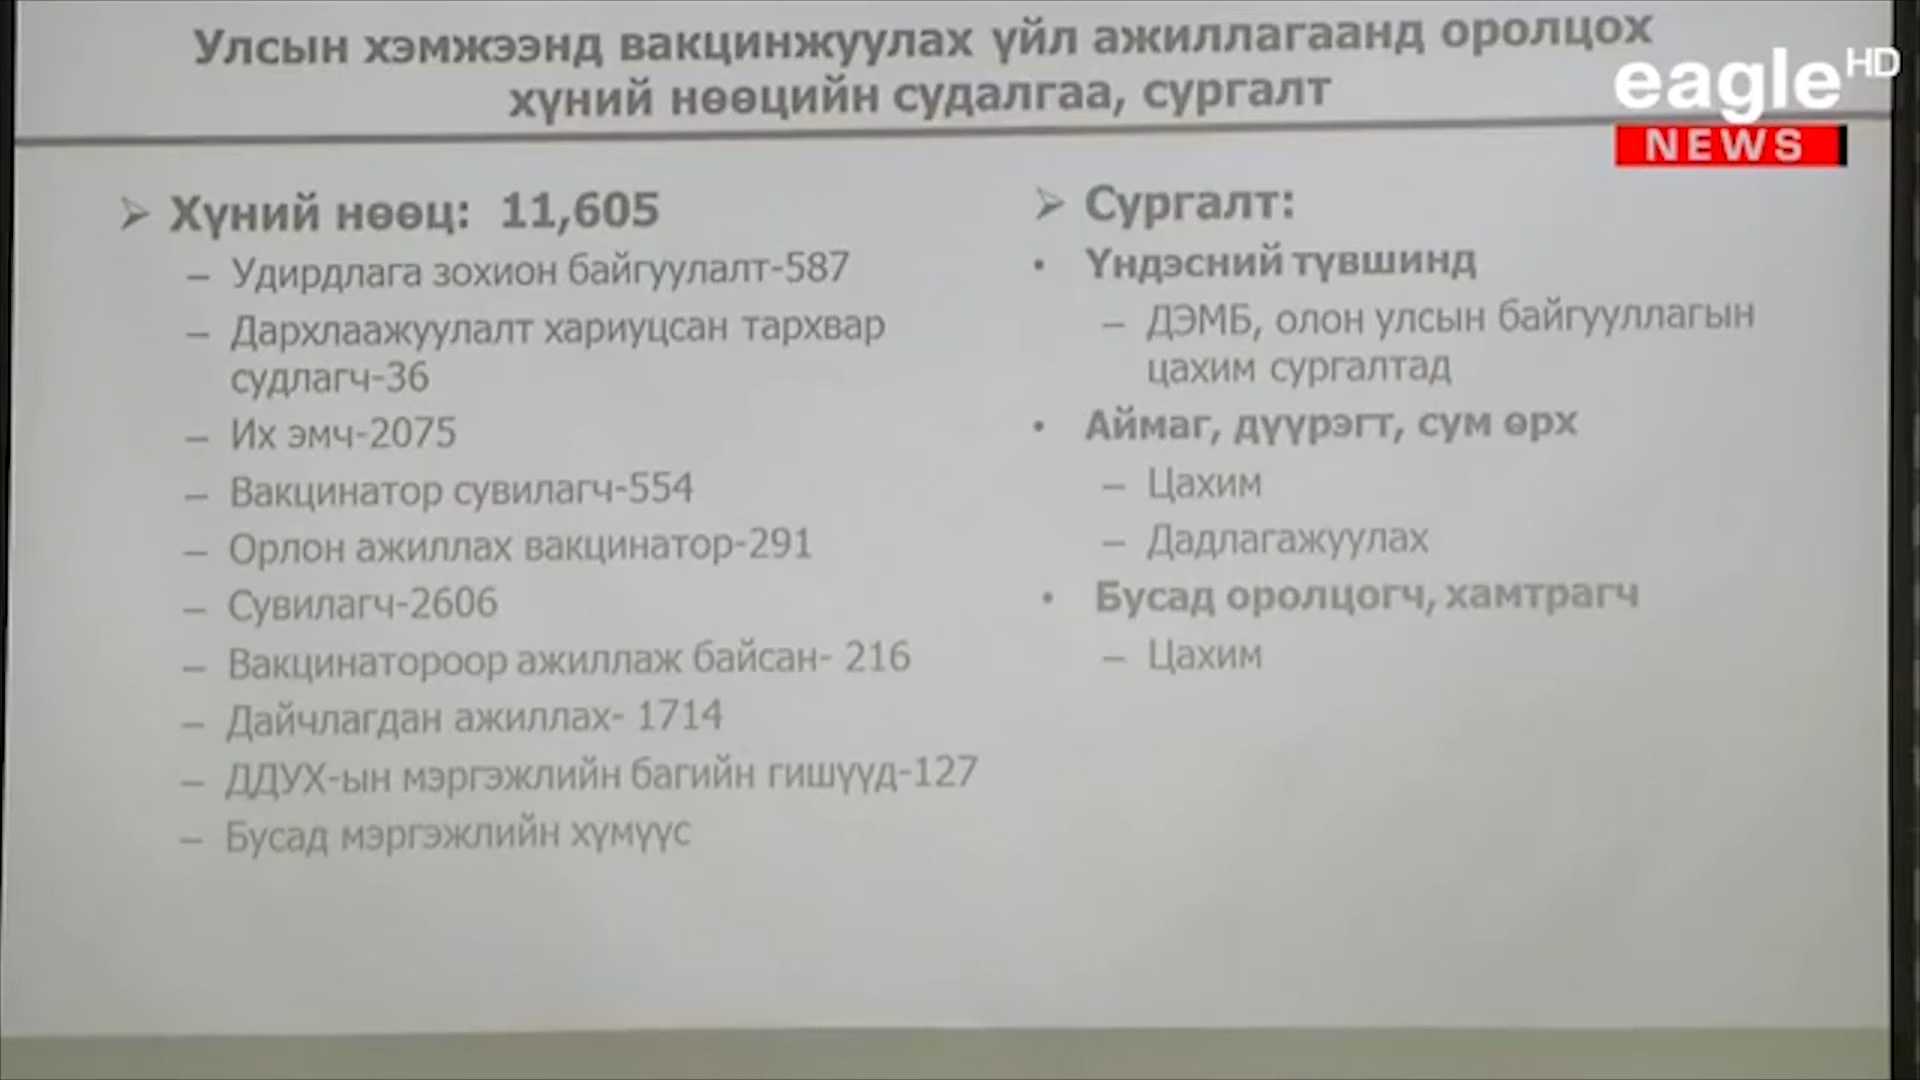 Улсын хэмжээнд вакцинжуулах үйл ажиллагаанд оролцох
хүний нөөцийн судалгаа, сургалт
eagle HD
NEWS
➢ Хүний нөөц: 11,605
– Удирдлага зохион байгуулалт-587
– Дархлаажуулалт хариуцсан тархвар
судлагч-36
– Их эмч-2075
– Вакцинатор сувилагч-554
– Орлон ажиллах вакцинатор-291
– Сувилагч-2606
– Вакцинатороор ажиллаж байсан- 216
– Дайчлагдан ажиллах- 1714
– ДДУХ-ын мэргэжлийн багийн гишүүд-127
– Бусад мэргэжлийн хүмүүс
➢ Сургалт:
• Үндэсний түвшинд
– ДЭМБ, олон улсын байгууллагын
цахим сургалтад
• Аймаг, дүүрэгт, сум өрх
– Цахим
– Дадлагажуулах
• Бусад оролцогч, хамтрагч
– Цахим